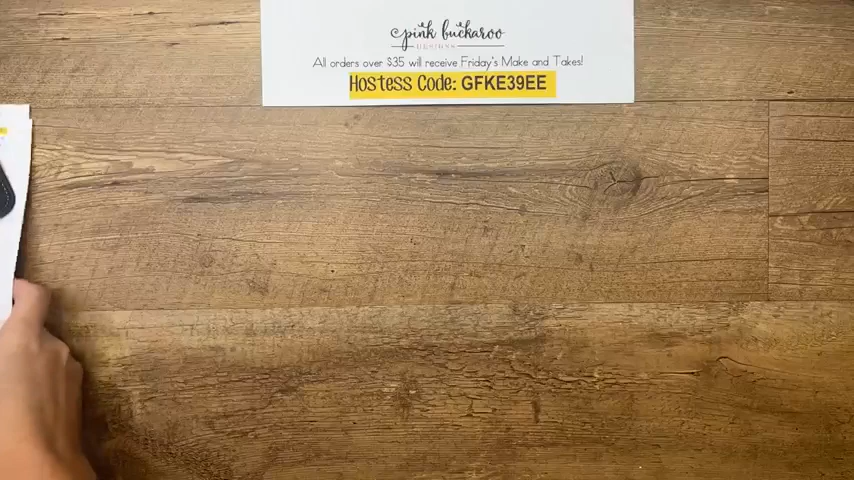 pink buckaroo
DESIGNS
All orders over $35 will receive Friday's Make and Takes!
Hostess Code: GFKE39EE